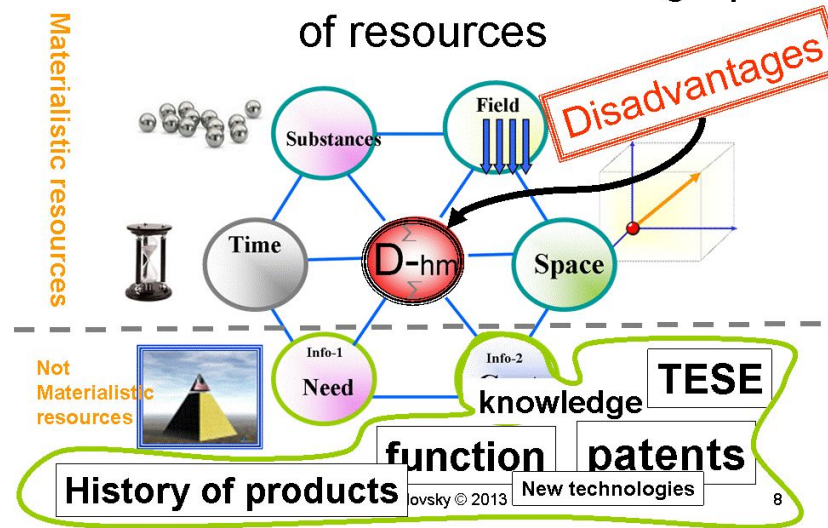 of resources
Materialistic resources
Disadvantages
Substances
Field
Time
Σ
D-hm
Σ
Space
Not
Materialistic
resources
Info-1
Need
Info-2
knowledge
TESE
function
patents
History of products
lovsky © 2013
New technologies
8